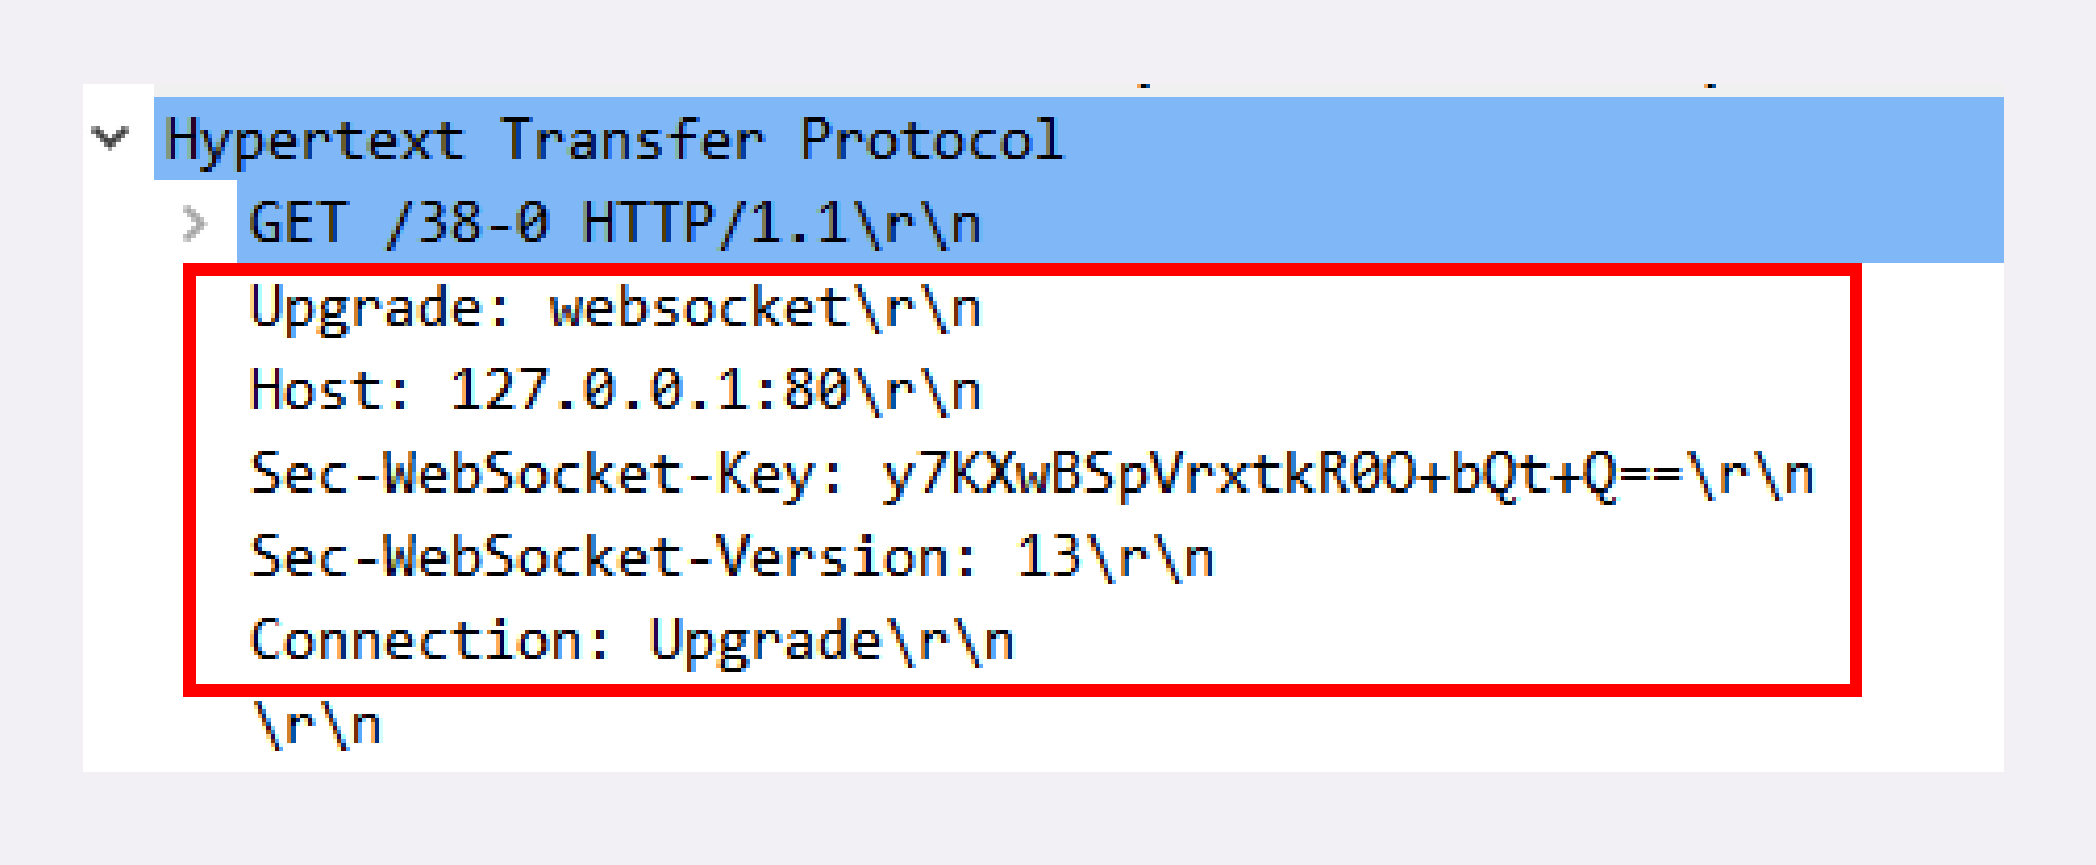 Hypertext Transfer Protocol
GET /38-0 HTTP/1.1\r\n
Upgrade: websocket\r\n
Host: 127.0.0.1:80\r\n
Sec-WebSocket-Key: y7KXwBSpVrxtkR0O+bQt+Q==\r\n
Sec-WebSocket-Version: 13\r\n
Connection: Upgrade\r\n
\r\n